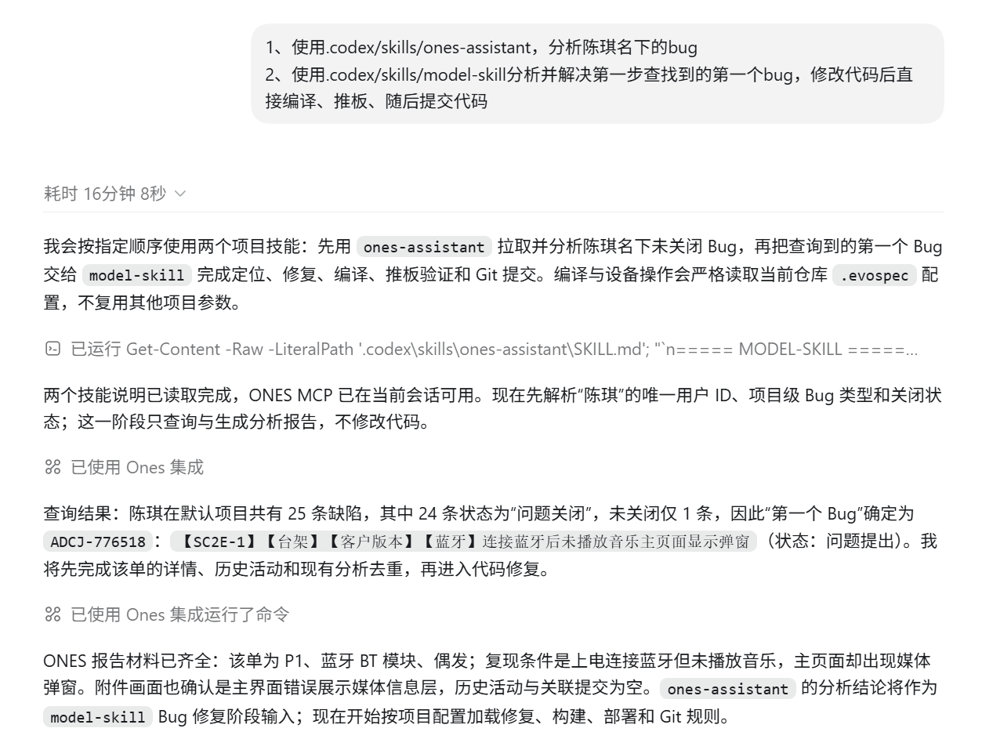 1、使用.codex/skills/ones-assistant，分析陈琪名下的bug
2、使用.codex/skills/model-skill分析并解决第一步查找到的第一个bug，修改代码后直
接编译、推板、随后提交代码
耗时 16分钟 8秒
我会按指定顺序使用两个项目技能：先用 ones-assistant 拉取并分析陈琪名下未关闭 Bug，再把查询到的第一个 Bug
交给 model-skill 完成定位、修复、编译、推板验证和 Git 提交。编译与设备操作会严格读取当前仓库 .evospec 配
置，不复用其他项目参数。
已运行 Get-Content -Raw -LiteralPath '.codex\skills\ones-assistant\SKILL.md'; "`n===== MODEL-SKILL =====...
两个技能说明已读取完成，ONES MCP 已在当前会话可用。现在先解析“陈琪”的唯一用户 ID、项目级 Bug 类型和关闭状
态；这一阶段只查询与生成分析报告，不修改代码。
已使用 Ones 集成
查询结果：陈琪在默认项目共有 25 条缺陷，其中 24 条状态为“问题关闭”，未关闭仅 1 条，因此“第一个 Bug”确定为
ADCJ-776518：【SC2E-1】【台架】【客户版本】【蓝牙】连接蓝牙后未播放音乐主页面显示弹窗（状态：问题提出）。我
将先完成该单的详情、历史活动和现有分析去重，再进入代码修复。
已使用 Ones 集成运行了命令
ONES 报告材料已齐全：该单为 P1、蓝牙 BT 模块、偶发；复现条件是上电连接蓝牙但未播放音乐，主页面却出现媒体
弹窗。附件画面也确认是主界面错误展示媒体信息层，历史活动与关联提交为空。ones-assistant 的分析结论将作为
model-skill Bug 修复阶段输入；现在开始按项目配置加载修复、构建、部署和 Git 规则。